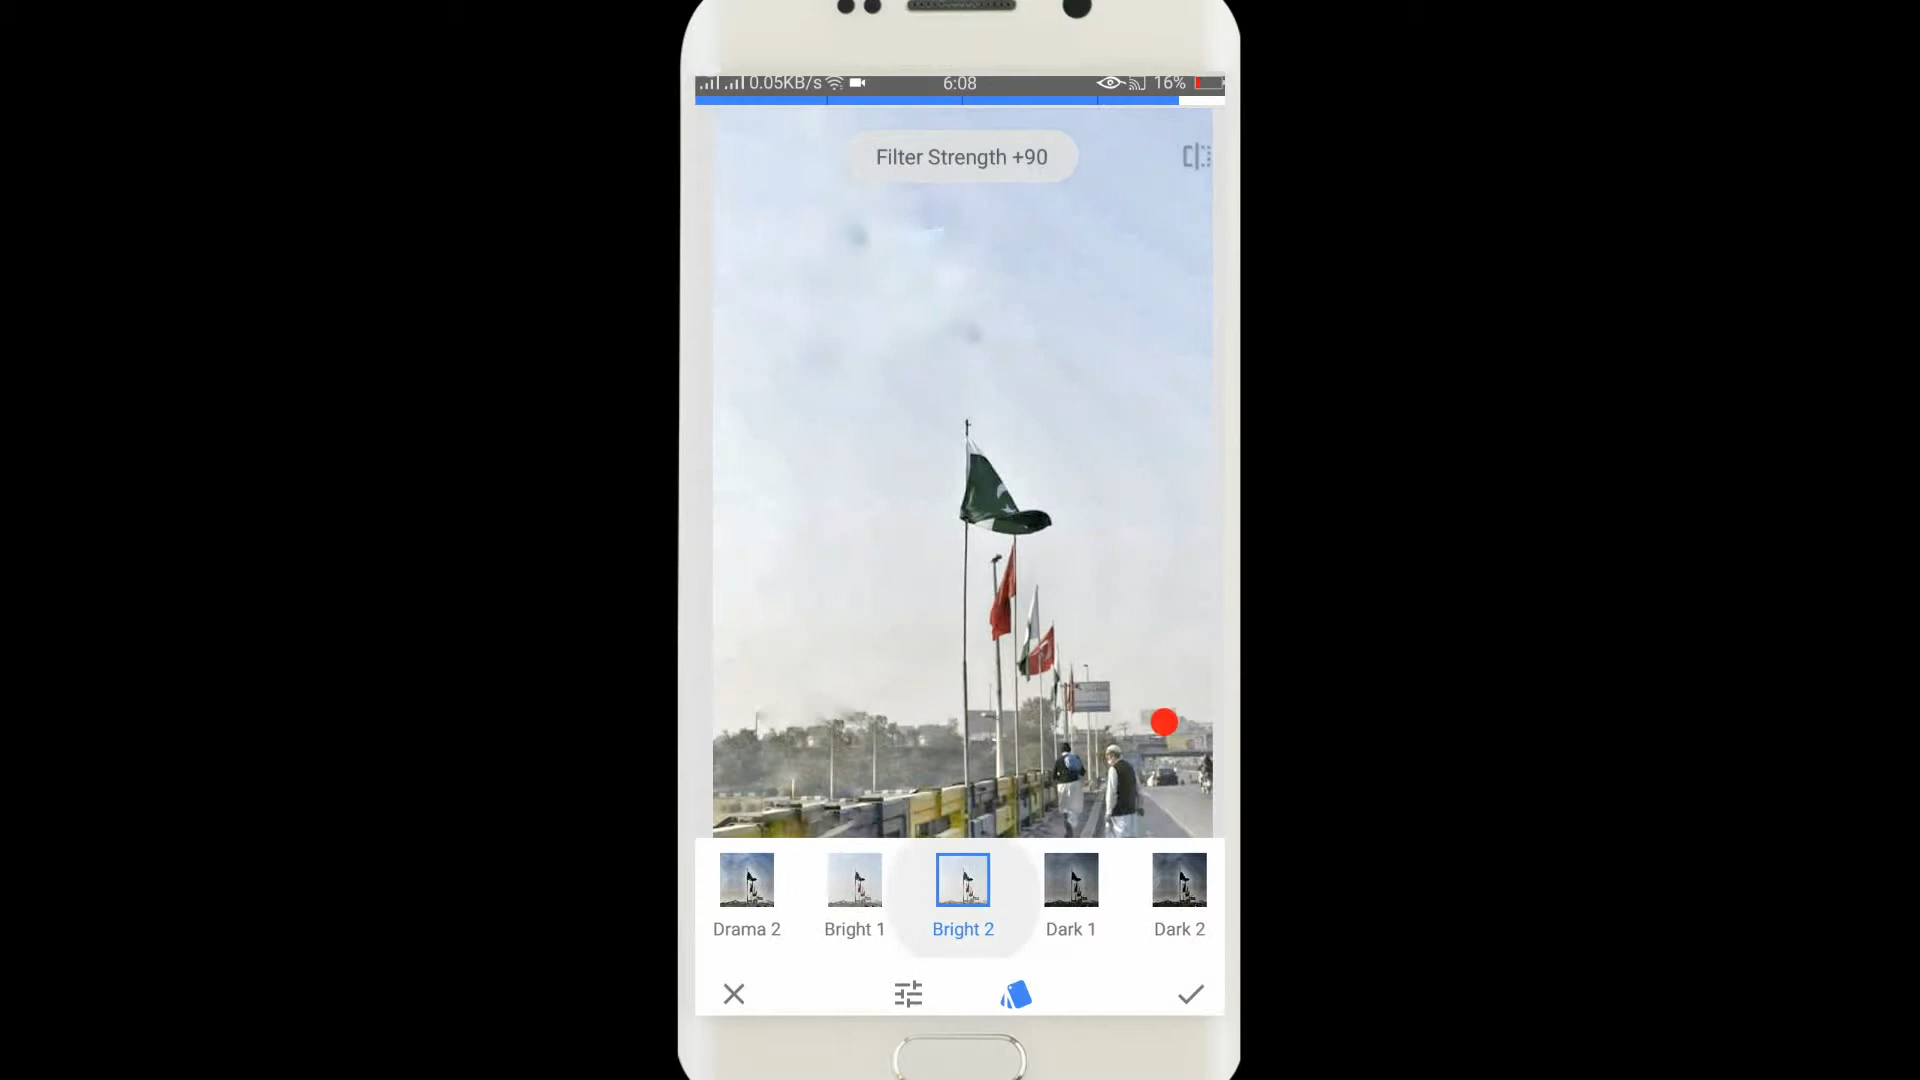 0.05KB/s 6:08 16%
Filter Strength +90
Drama 2 Bright 1 Bright 2 Dark 1 Dark 2